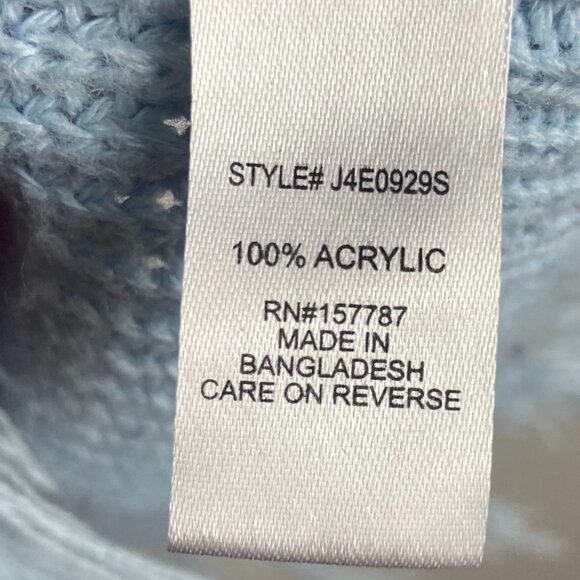 STYLE# J4E0929S
100% ACRYLIC
RN#157787
MADE IN
BANGLADESH
CARE ON REVERSE